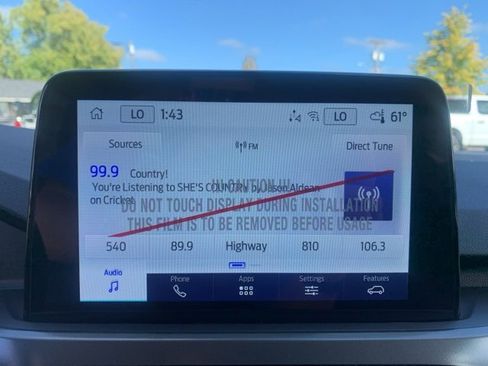 LO 1:43 LO 61°
Sources FM Direct Tune
99.9 Country!
You're Listening to SHE'S COUNTRY by Jason Aldean
on Cricket
IN CAUTION IN
DO NOT TOUCH DISPLAY DURING INSTALLATION
THIS FILM IS TO BE REMOVED BEFORE USAGE
540 89.9 Highway 810 106.3
Audio Phone Apps Settings Features